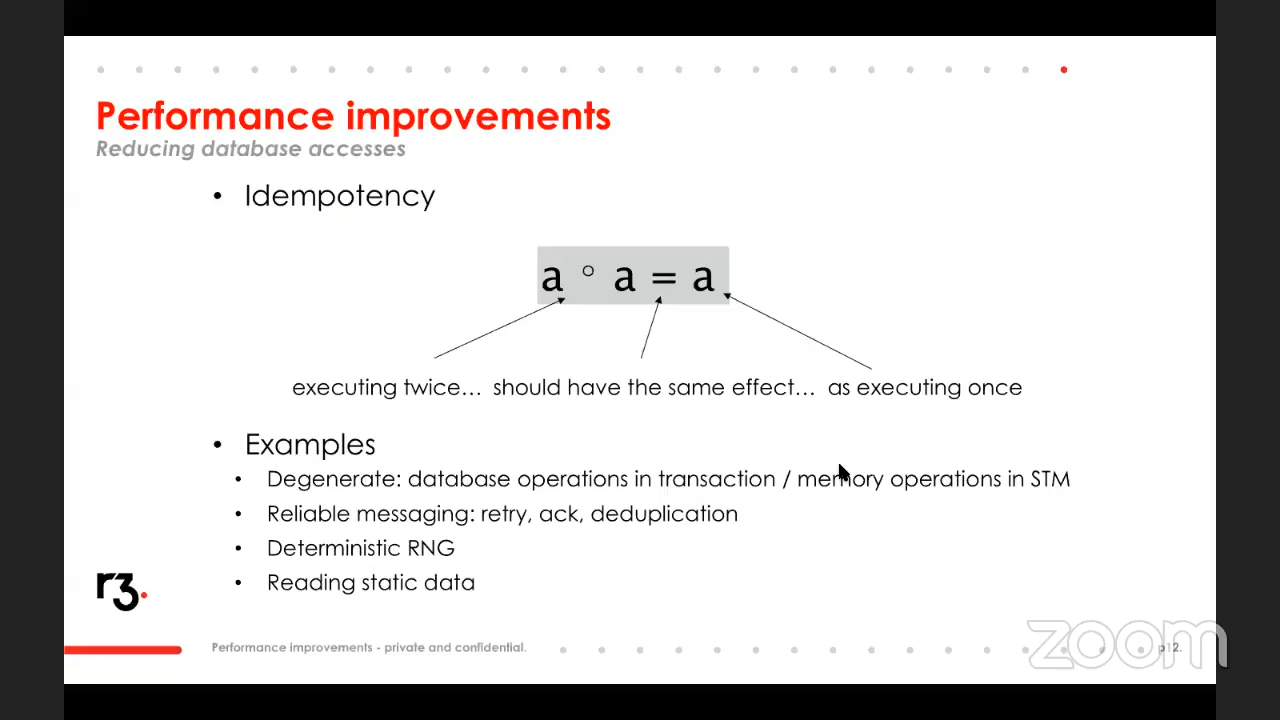 Performance improvements
Reducing database accesses
• Idempotency
a ° a = a
executing twice... should have the same effect... as executing once
• Examples
• Degenerate: database operations in transaction / memory operations in STM
• Reliable messaging: retry, ack, deduplication
• Deterministic RNG
• Reading static data
r3.
Performance improvements - private and confidential.
p12.
zoom